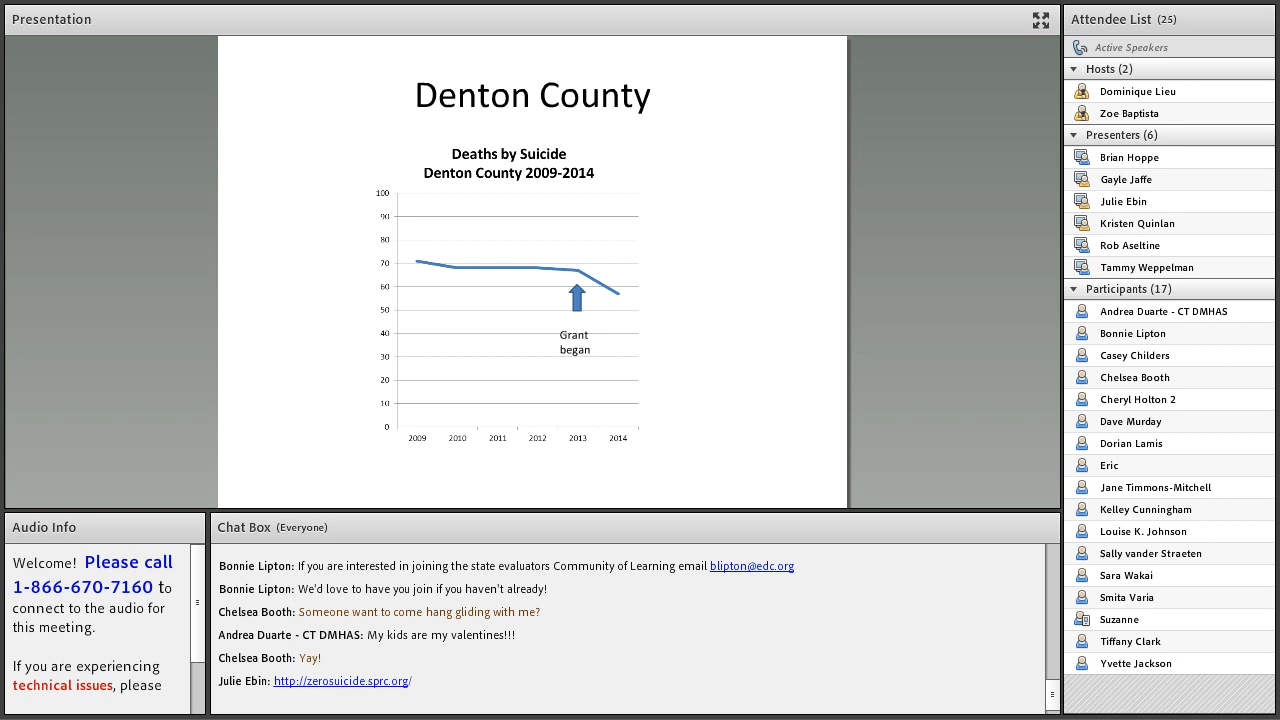 Presentation
Denton County
Deaths by Suicide
Denton County 2009-2014
100
90
80
70
60
50
40
30
20
10
0
Grant
began
2009 2010 2011 2012 2013 2014
Audio Info
Welcome! Please call
1-866-670-7160 to
connect to the audio for
this meeting.
If you are experiencing
technical issues, please
Chat Box (Everyone)
Bonnie Lipton: If you are interested in joining the state evaluators Community of Learning email blipton@edc.org
Bonnie Lipton: We'd love to have you join if you haven't already!
Chelsea Booth: Someone want to come hang gliding with me?
Andrea Duarte - CT DMHAS: My kids are my valentines!!!
Chelsea Booth: Yay!
Julie Ebin: http://zerosuicide.sprc.org/
Attendee List (25)
Active Speakers
Hosts (2)
Dominique Lieu
Zoe Baptista
Presenters (6)
Brian Hoppe
Gayle Jaffe
Julie Ebin
Kristen Quinlan
Rob Aseltine
Tammy Weppelman
Participants (17)
Andrea Duarte - CT DMHAS
Bonnie Lipton
Casey Childers
Chelsea Booth
Cheryl Holton 2
Dave Murday
Dorian Lamis
Eric
Jane Timmons-Mitchell
Kelley Cunningham
Louise K. Johnson
Sally vander Straeten
Sara Wakai
Smita Varia
Suzanne
Tiffany Clark
Yvette Jackson